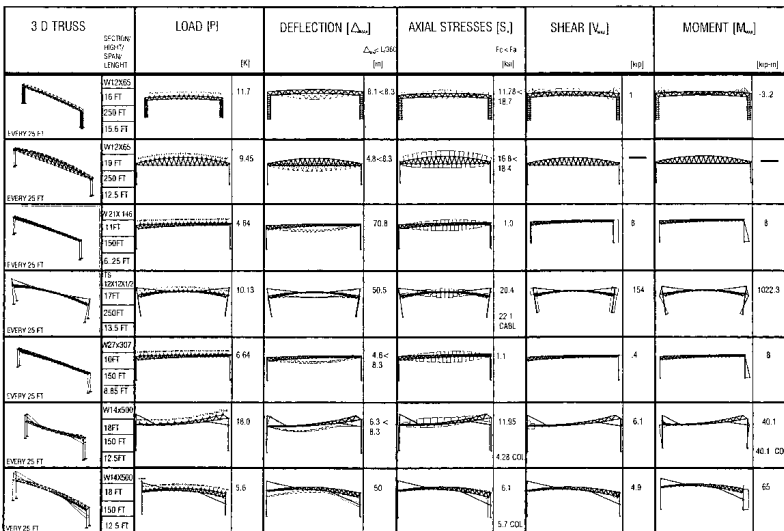 3 D TRUSS
SECTION/
HIGHT/
SPAN/
LENGHT
LOAD [P]
[K]
DEFLECTION [Δ
L/360
[in]
AXIAL STRESSES [S,]
Fc<Fa
[ksi]
SHEAR [V
[kip]
MOMENT [M
[kip-in]
EVERY 25 FT
W12X65
16 FT
250 FT
15.6 FT
11.7
8.1<8.3
11.78<
18.7
1
-3.2
EVERY 25 FT
W12X65
19 FT
250 FT
12.5 FT
9.45
4.8<8.3
16.6<
18.4
—
—
EVERY 25 FT
W21X146
11FT
150FT
6.25 FT
4.64
70.8
1.0
8
8
EVERY 25 FT
TS
12X12X1/2
17FT
250FT
13.5 FT
10.13
50.5
20.4
22.1
CABL
154
1022.3
EVERY 25 FT
W27x307
10FT
150 FT
8.85 FT
6.64
4.6<
8.3
1.1
.4
8
EVERY 25 FT
W14x500
18FT
150 FT
12.5FT
18.0
6.3 <
8.3
11.95
4.28 COL
6.1
40.1
40.1 CO
EVERY 25 FT
W14X500
18 FT
150 FT
12 5 FT
5.6
50
6.1
5.7 COL
4.9
65